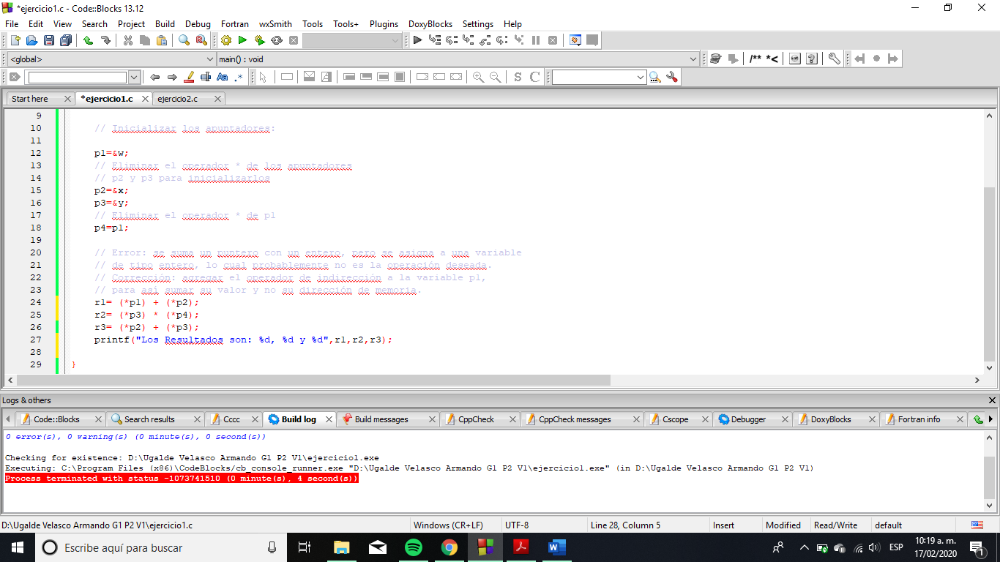 *ejercicio1.c - Code::Blocks 13.12
File Edit View Search Project Build Debug Fortran wxSmith Tools Tools+ Plugins DoxyBlocks Settings Help
<global> main() : void /** *<
Aa .* S C
Start here *ejercicio1.c ejercicio2.c
9
10 // Inicializar los apuntadores:
11
12 p1=&w;
13 // Eliminar el operador * de los apuntadores
14 // p2 y p3 para inicializarlos
15 p2=&x;
16 p3=&y;
17 // Eliminar el operador * de p1
18 p4=p1;
19
20 // Error: se suma un puntero con un entero, pero se asigna a una variable
21 // de tipo entero, lo cual probablemente no es la operación deseada.
22 // Corrección: agregar el operador de indirección a la variable p1,
23 // para así sumar su valor y no su dirección de memoria.
24 r1= (*p1) + (*p2);
25 r2= (*p3) * (*p4);
26 r3= (*p2) + (*p3);
27 printf("Los Resultados son: %d, %d y %d",r1,r2,r3);
28
29 }
Logs & others
Code::Blocks Search results Cccc Build log Build messages CppCheck CppCheck messages Cscope Debugger DoxyBlocks Fortran info
0 error(s), 0 warning(s) (0 minute(s), 0 second(s))
Checking for existence: D:\Ugalde Velasco Armando G1 P2 V1\ejercicio1.exe
Executing: C:\Program Files (x86)\CodeBlocks/cb_console_runner.exe "D:\Ugalde Velasco Armando G1 P2 V1\ejercicio1.exe" (in D:\Ugalde Velasco Armando G1 P2 V1)
Process terminated with status -1073741510 (0 minute(s), 4 second(s))
D:\Ugalde Velasco Armando G1 P2 V1\ejercicio1.c Windows (CR+LF) UTF-8 Line 28, Column 5 Insert Modified Read/Write default
Escribe aquí para buscar ESP 10:19 a. m.
17/02/2020 1